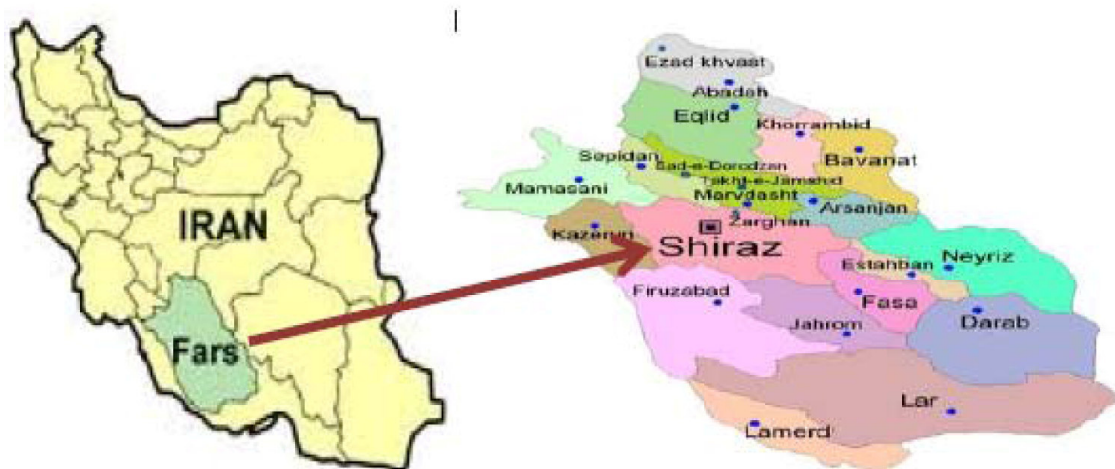 IRAN
Fars
Ezad khvast
Abadah
Eqlid
Khorrambid
Bavanat
Sepidan
Sad-e-Dorodzan
Takht-e-Jamshid
Mamasani
Marvdasht
Arsanjan
Zarghan
Kazerun
Shiraz
Neyriz
Estahban
Firuzabad
Fasa
Darab
Jahrom
Lar
Lamerd